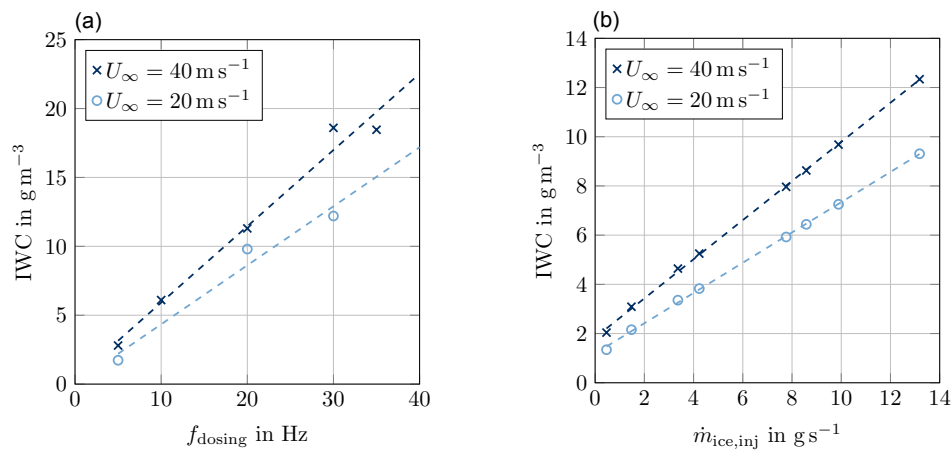 (a)
25
20
15
10
5
0
IWC in g m⁻³
U∞ = 40 m s⁻¹
U∞ = 20 m s⁻¹
0 10 20 30 40
f_dosing in Hz
(b)
14
12
10
8
6
4
2
0
IWC in g m⁻³
U∞ = 40 m s⁻¹
U∞ = 20 m s⁻¹
0 2 4 6 8 10 12 14
ṁ_ice,inj in g s⁻¹